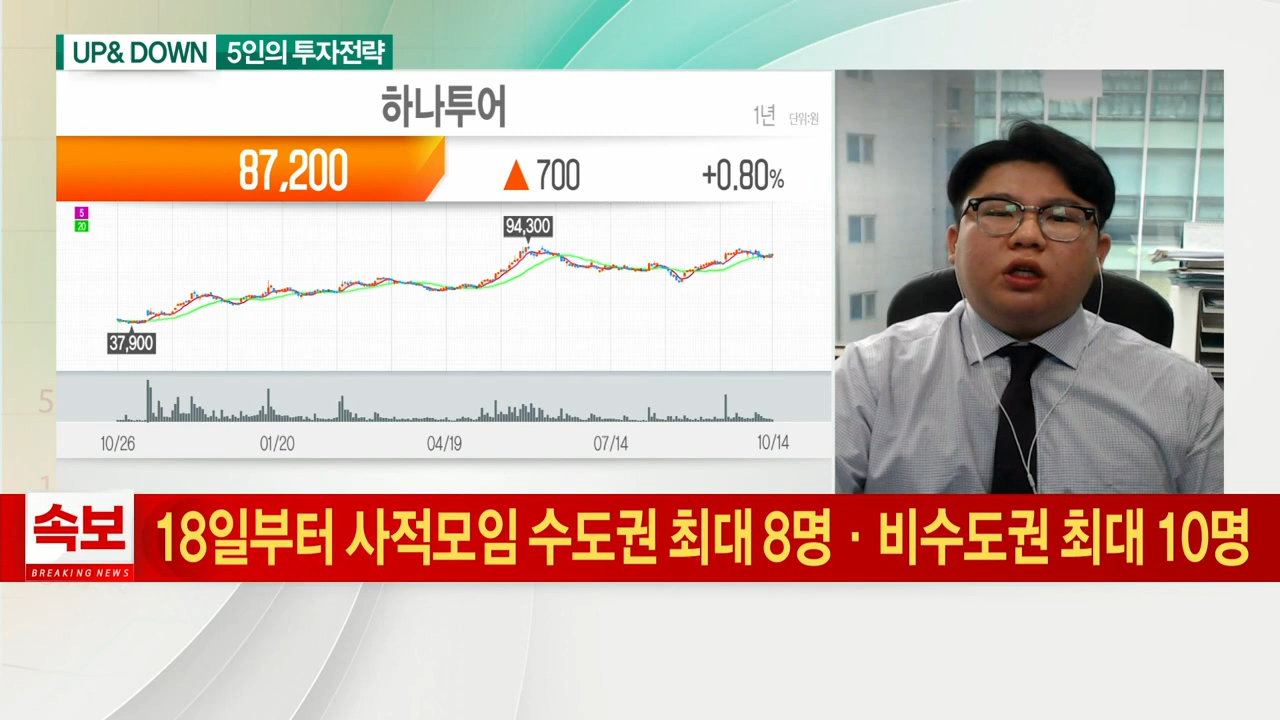 UP& DOWN 5인의 투자전략
하나투어
1년 단위:원
87,200 ▲700 +0.80%
5
20
94,300
37,900
10/26 01/20 04/19 07/14 10/14
5
1
속보
BREAKING NEWS
18일부터 사적모임 수도권 최대 8명·비수도권 최대 10명